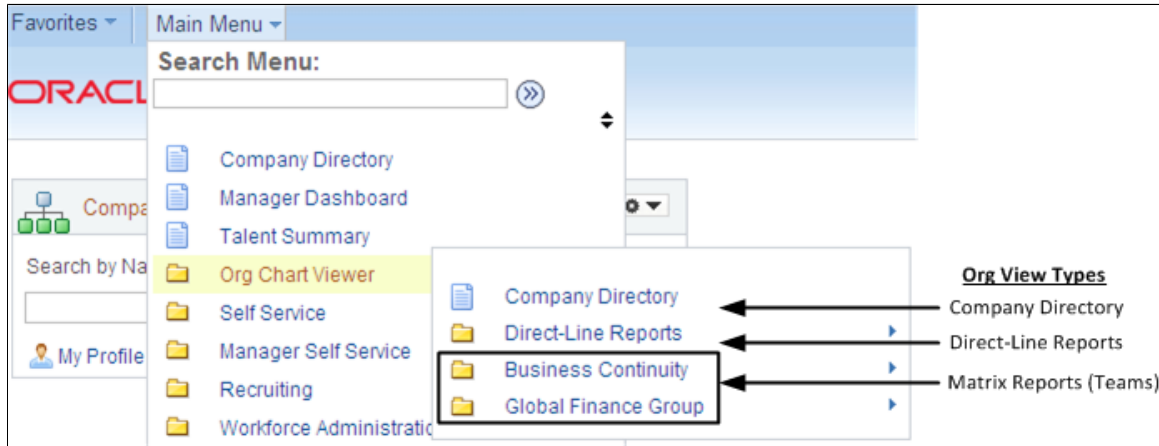 Favorites Main Menu
Search Menu:
ORACL
Company Directory
Manager Dashboard
Talent Summary
Org Chart Viewer
Self Service
Manager Self Service
Recruiting
Workforce Administratio
Compa
Search by Na
My Profile
Company Directory
Direct-Line Reports
Business Continuity
Global Finance Group
Org View Types
Company Directory
Direct-Line Reports
Matrix Reports (Teams)